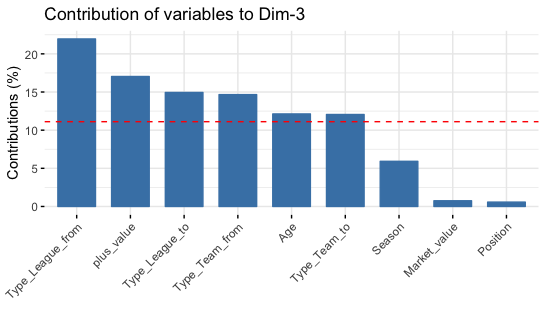 Contribution of variables to Dim-3
Contributions (%)
20
15
10
5
0
Type_League_from
plus_value
Type_League_to
Type_Team_from
Age
Type_Team_to
Season
Market_value
Position